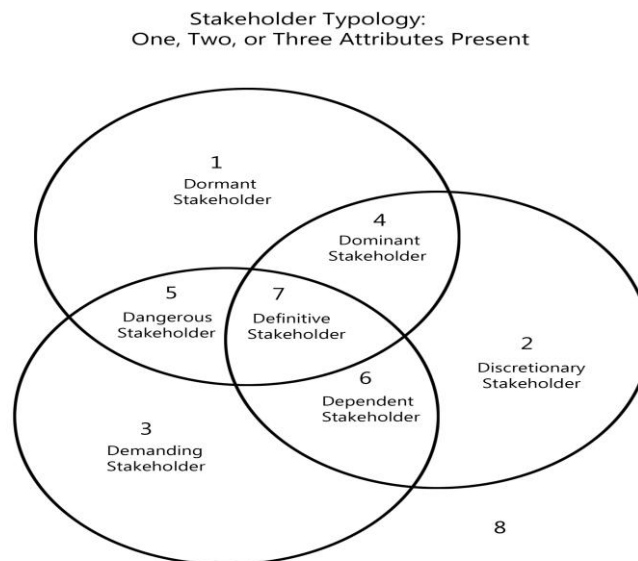 Stakeholder Typology:
One, Two, or Three Attributes Present
1
Dormant
Stakeholder
4
Dominant
Stakeholder
5
Dangerous
Stakeholder
7
Definitive
Stakeholder
2
Discretionary
Stakeholder
6
Dependent
Stakeholder
3
Demanding
Stakeholder
8